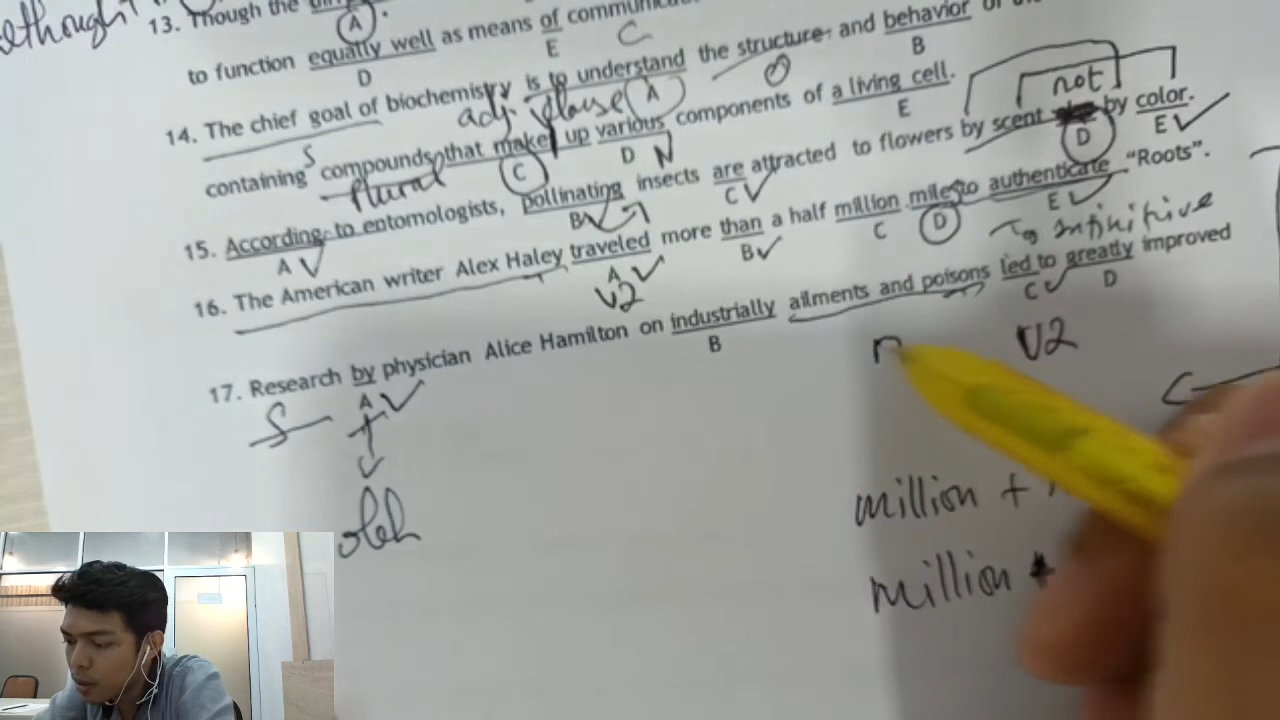 ethough
13. Though the
A
to function equally well as means of
D E C
14. The chief goal of biochemistry is to understand the structure and behavior of
S A B
adj. clause
containing compounds that make up various components of a living cell.
plural C D N E
15. According to entomologists, pollinating insects are attracted to flowers by scent not by color.
A B C D E
16. The American writer Alex Haley traveled more than a half million miles to authenticate "Roots".
A B C D E
V2 To infinitive
17. Research by physician Alice Hamilton on industrially ailments and poisons led to greatly improved
S A B C D
V2
oleh
million +
million